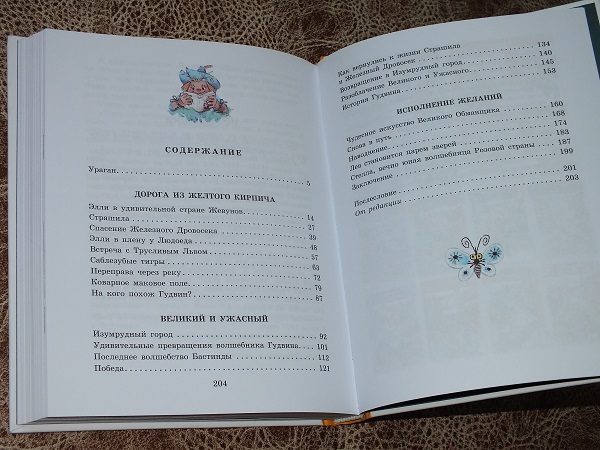 СОДЕРЖАНИЕ
Ураган. . . . . . . . . . 5
ДОРОГА ИЗ ЖЕЛТОГО КИРПИЧА
Элли в удивительной стране Жевунов. . . . . . . . . . 14
Страшила . . . . . . . . . . 27
Спасение Железного Дровосека . . . . . . . . . . 39
Элли в плену у Людоеда . . . . . . . . . . 48
Встреча с Трусливым Львом . . . . . . . . . . 57
Саблезубые тигры . . . . . . . . . . 63
Переправа через реку . . . . . . . . . . 72
Коварное маковое поле. . . . . . . . . . 79
На кого похож Гудвин? . . . . . . . . . . 87
ВЕЛИКИЙ И УЖАСНЫЙ
Изумрудный город . . . . . . . . . . 92
Удивительные превращения волшебника Гудвина. . . . . 101
Последнее волшебство Бастинды . . . . . . . . . . 112
Победа. . . . . . . . . . 121
204
Как вернулись к жизни Страшила
и Железный Дровосек . . . . . . . . . . 134
Возвращение в Изумрудный город. . . . . . . . . . 140
Разоблачение Великого и Ужасного. . . . . . . . . . 145
История Гудвина. . . . . . . . . . 153
ИСПОЛНЕНИЕ ЖЕЛАНИЙ
Чудесное искусство Великого Обманщика . . . . . . . . . . 160
Снова в путь . . . . . . . . . . 168
Наводнение . . . . . . . . . . 174
Лев становится царем зверей . . . . . . . . . . 183
Стелла, вечно юная волшебница Розовой страны . . . . . 187
Заключение . . . . . . . . . . 199
Послесловие . . . . . . . . . . 201
От редакции . . . . . . . . . . 203